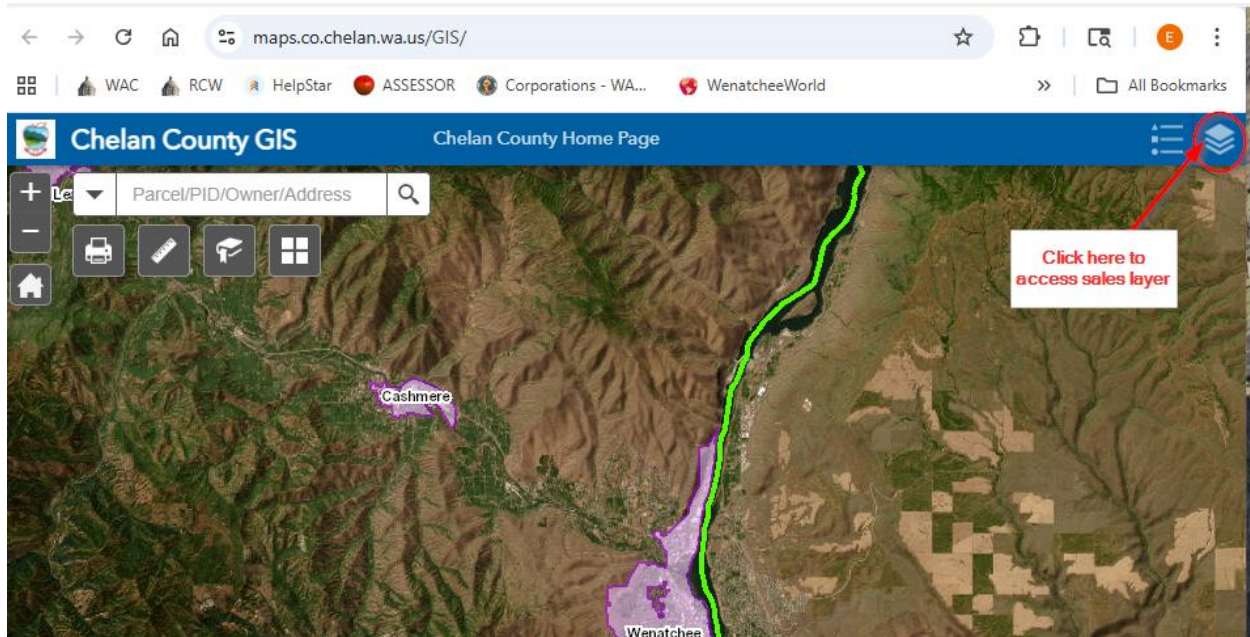 maps.co.chelan.wa.us/GIS/
E
WAC RCW HelpStar ASSESSOR Corporations - WA... WenatcheeWorld » All Bookmarks
Chelan County GIS Chelan County Home Page
+ Le Parcel/PID/Owner/Address
−
Click here to
access sales layer
Cashmere
Wenatchee